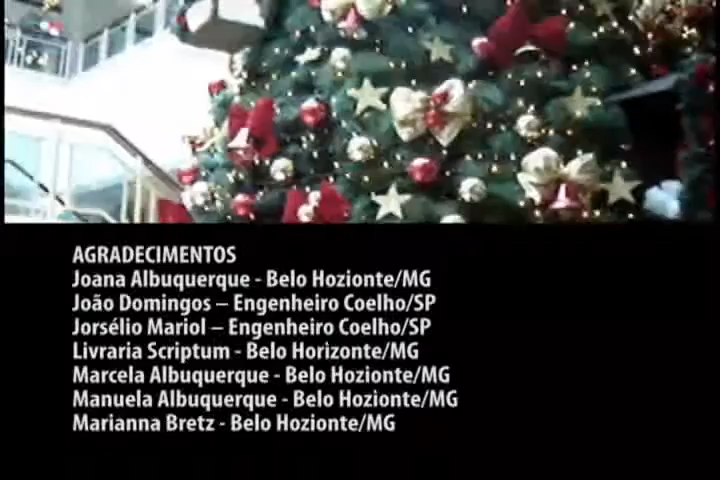 AGRADECIMENTOS
Joana Albuquerque - Belo Hozionte/MG
João Domingos – Engenheiro Coelho/SP
Jorsélio Mariol – Engenheiro Coelho/SP
Livraria Scriptum - Belo Horizonte/MG
Marcela Albuquerque - Belo Hozionte/MG
Manuela Albuquerque - Belo Hozionte/MG
Marianna Bretz - Belo Hozionte/MG